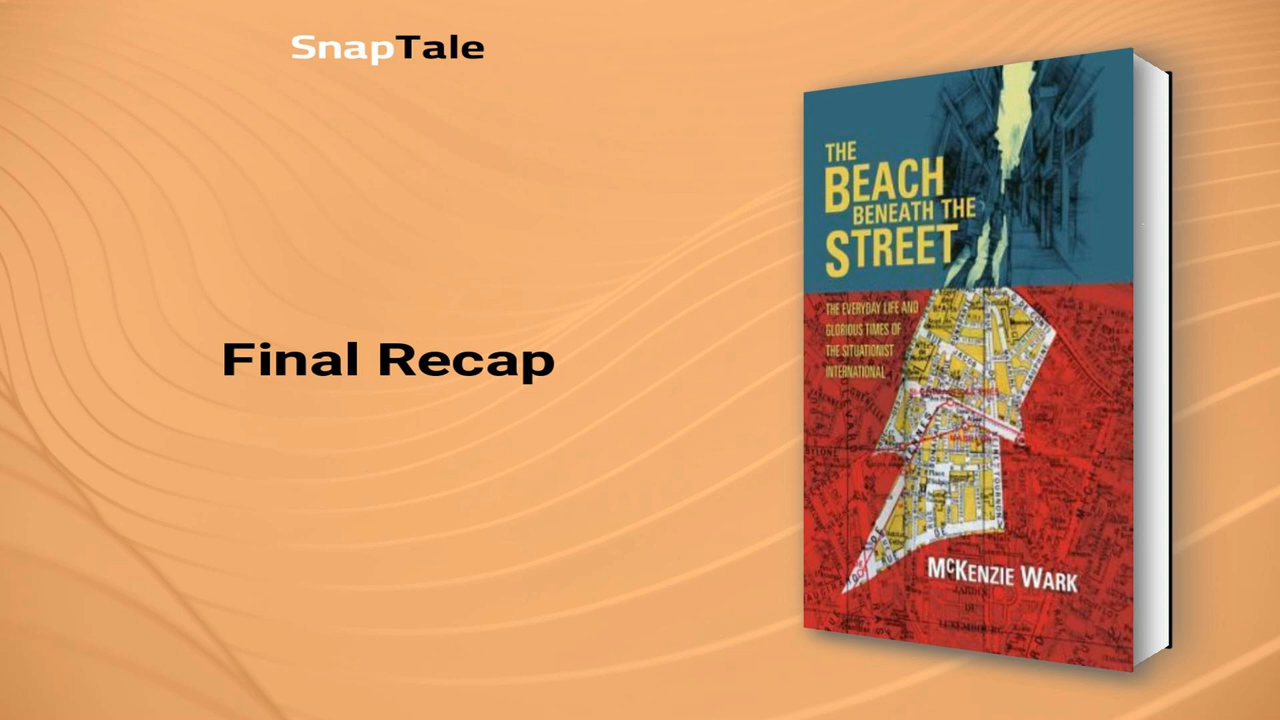 SnapTale
Final Recap
THE
BEACH
BENEATH THE
STREET
THE EVERYDAY LIFE AND
GLORIOUS TIMES OF
THE SITUATIONIST
INTERNATIONAL
MCKENZIE WARK